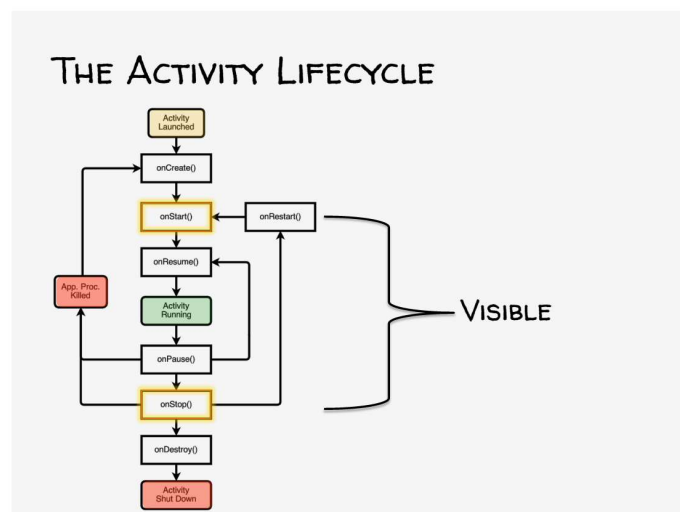 THE ACTIVITY LIFECYCLE
Activity
Launched
onCreate()
onStart()
onRestart()
onResume()
App. Proc.
Killed
Activity
Running
VISIBLE
onPause()
onStop()
onDestroy()
Activity
Shut Down